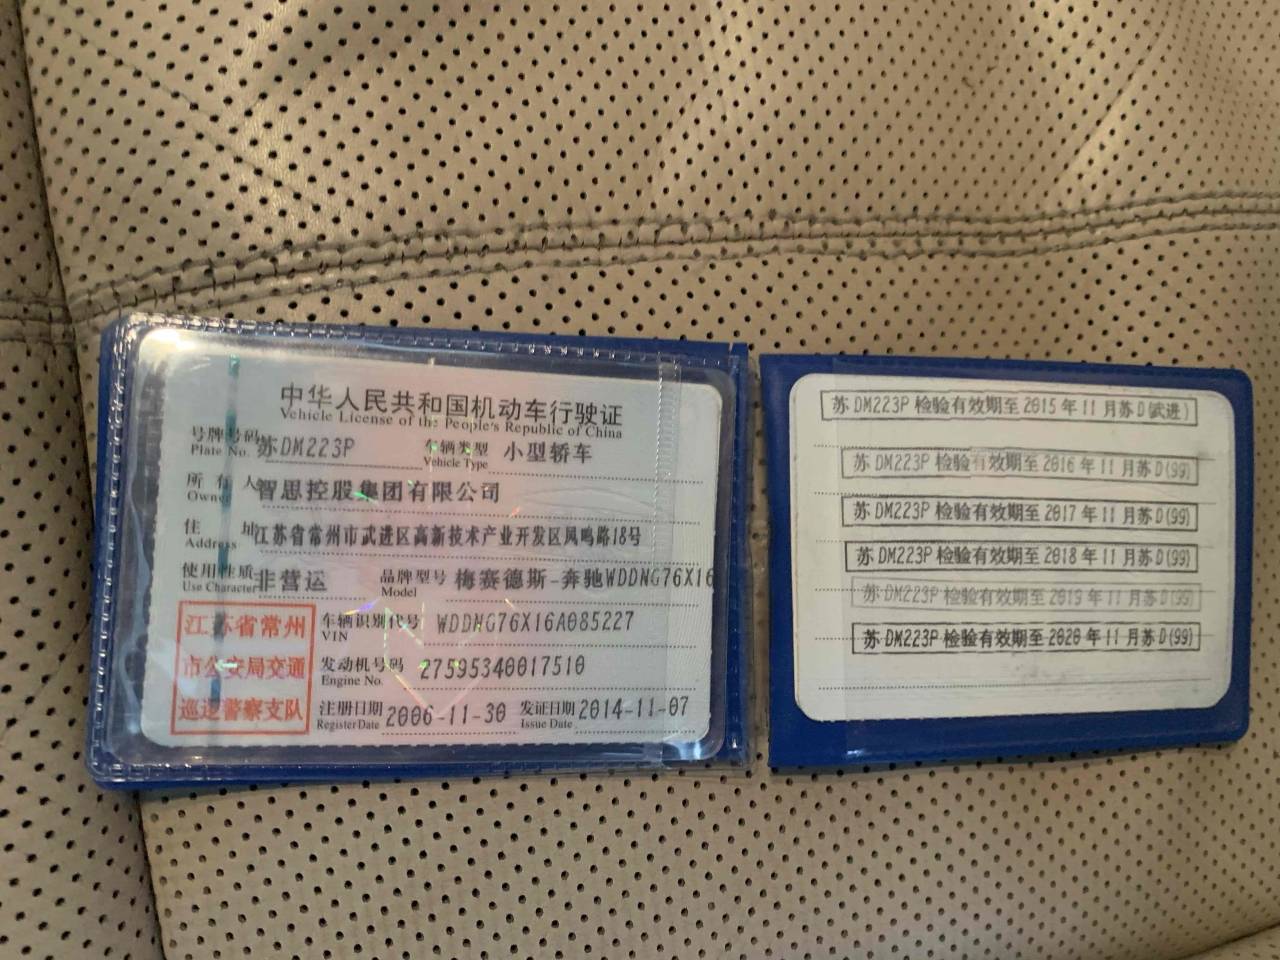 中华人民共和国机动车行驶证
Vehicle License of the People's Republic of China
号牌号码 苏DM223P 车辆类型 小型轿车
Plate No. Vehicle Type
所有人 智思控股集团有限公司
Owner
住址 江苏省常州市武进区高新技术产业开发区凤鸣路18号
Address
使用性质 非营运 品牌型号 梅赛德斯-奔驰WDDNG76X16
Use Character Model
江苏省常州
市公安局交通
巡逻警察支队
车辆识别代号 WDDNG76X16A085227
VIN
发动机号码 27595340017510
Engine No.
注册日期 2006-11-30 发证日期 2014-11-07
Register Date Issue Date
苏DM223P 检验有效期至2015年11月苏D(武进)
苏DM223P 检验有效期至2016年11月苏D(99)
苏DM223P 检验有效期至2017年11月苏D(99)
苏DM223P 检验有效期至2018年11月苏D(99)
苏DM223P 检验有效期至2019年11月苏D(99)
苏DM223P 检验有效期至2020年11月苏D(99)